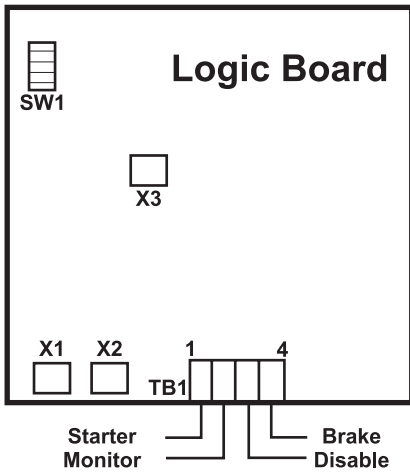 Logic Board
SW1
X3
X1 X2 1 4
TB1
Starter Brake
Monitor Disable